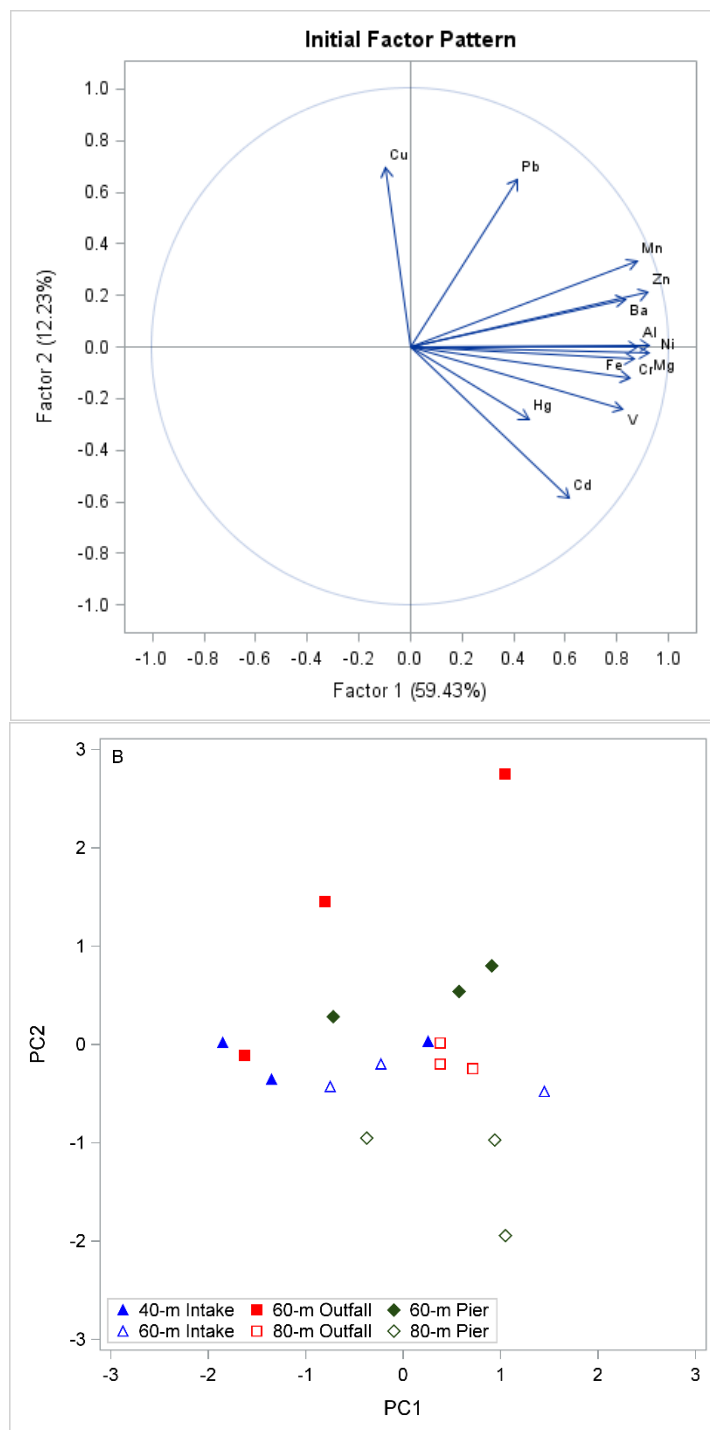 Initial Factor Pattern
1.0
0.8
0.6
0.4
0.2
0.0
-0.2
-0.4
-0.6
-0.8
-1.0
Factor 2 (12.23%)
Cu
Pb
Mn
Zn
Ba
Al
Ni
Fe
Cr
Mg
Hg
V
Cd
-1.0 -0.8 -0.6 -0.4 -0.2 0.0 0.2 0.4 0.6 0.8 1.0
Factor 1 (59.43%)
B
3
2
1
0
-1
-2
-3
PC2
40-m Intake 60-m Outfall 60-m Pier
60-m Intake 80-m Outfall 80-m Pier
-3 -2 -1 0 1 2 3
PC1